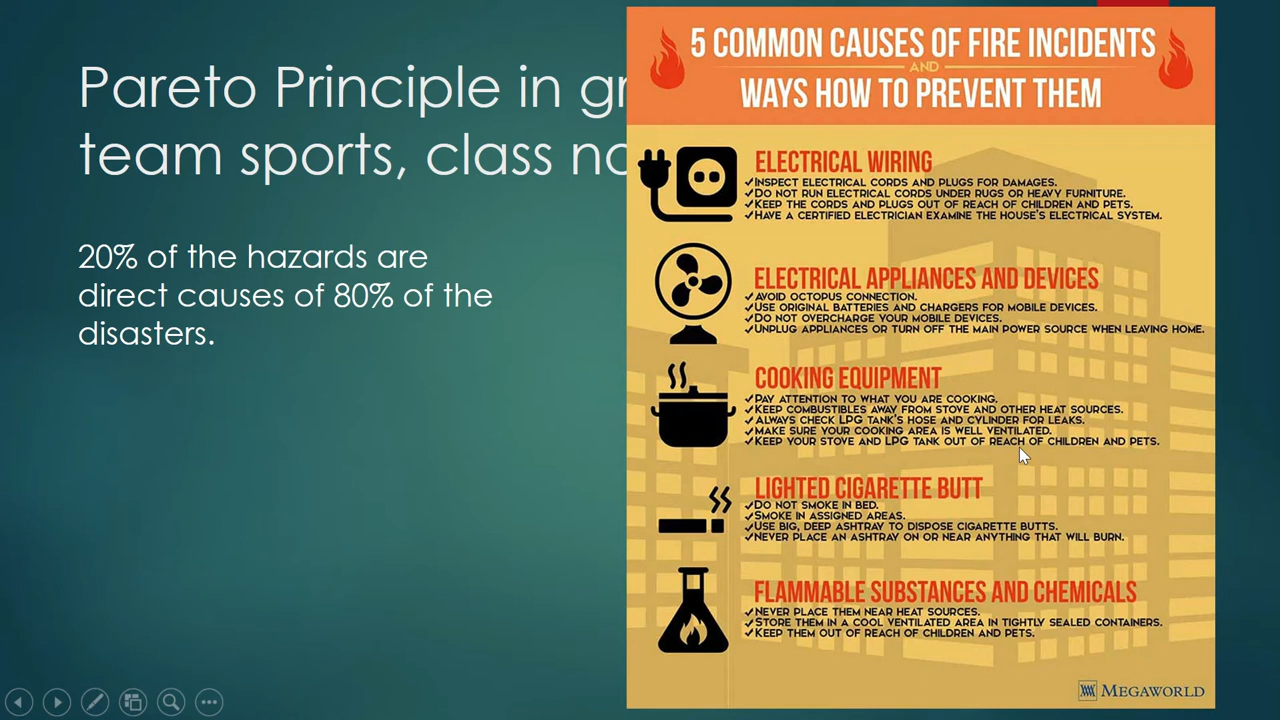 Pareto Principle in
team sports, class
20% of the hazards are
direct causes of 80% of the
disasters.
5 COMMON CAUSES OF FIRE INCIDENTS
AND
WAYS HOW TO PREVENT THEM
ELECTRICAL WIRING
✓INSPECT ELECTRICAL CORDS AND PLUGS FOR DAMAGES.
✓DO NOT RUN ELECTRICAL CORDS UNDER RUGS OR HEAVY FURNITURE.
✓KEEP THE CORDS AND PLUGS OUT OF REACH OF CHILDREN AND PETS.
✓HAVE A CERTIFIED ELECTRICIAN EXAMINE THE HOUSE'S ELECTRICAL SYSTEM.
ELECTRICAL APPLIANCES AND DEVICES
✓AVOID OCTOPUS CONNECTION.
✓USE ORIGINAL BATTERIES AND CHARGERS FOR MOBILE DEVICES.
✓DO NOT OVERCHARGE YOUR MOBILE DEVICES.
✓UNPLUG APPLIANCES OR TURN OFF THE MAIN POWER SOURCE WHEN LEAVING HOME.
COOKING EQUIPMENT
✓PAY ATTENTION TO WHAT YOU ARE COOKING.
✓KEEP COMBUSTIBLES AWAY FROM STOVE AND OTHER HEAT SOURCES.
✓ALWAYS CHECK LPG TANK'S HOSE AND CYLINDER FOR LEAKS.
✓MAKE SURE YOUR COOKING AREA IS WELL VENTILATED.
✓KEEP YOUR STOVE AND LPG TANK OUT OF REACH OF CHILDREN AND PETS.
LIGHTED CIGARETTE BUTT
✓DO NOT SMOKE IN BED.
✓SMOKE IN ASSIGNED AREAS.
✓USE BIG, DEEP ASHTRAY TO DISPOSE CIGARETTE BUTTS.
✓NEVER PLACE AN ASHTRAY ON OR NEAR ANYTHING THAT WILL BURN.
FLAMMABLE SUBSTANCES AND CHEMICALS
✓NEVER PLACE THEM NEAR HEAT SOURCES.
✓STORE THEM IN A COOL VENTILATED AREA IN TIGHTLY SEALED CONTAINERS.
✓KEEP THEM OUT OF REACH OF CHILDREN AND PETS.
MEGAWORLD